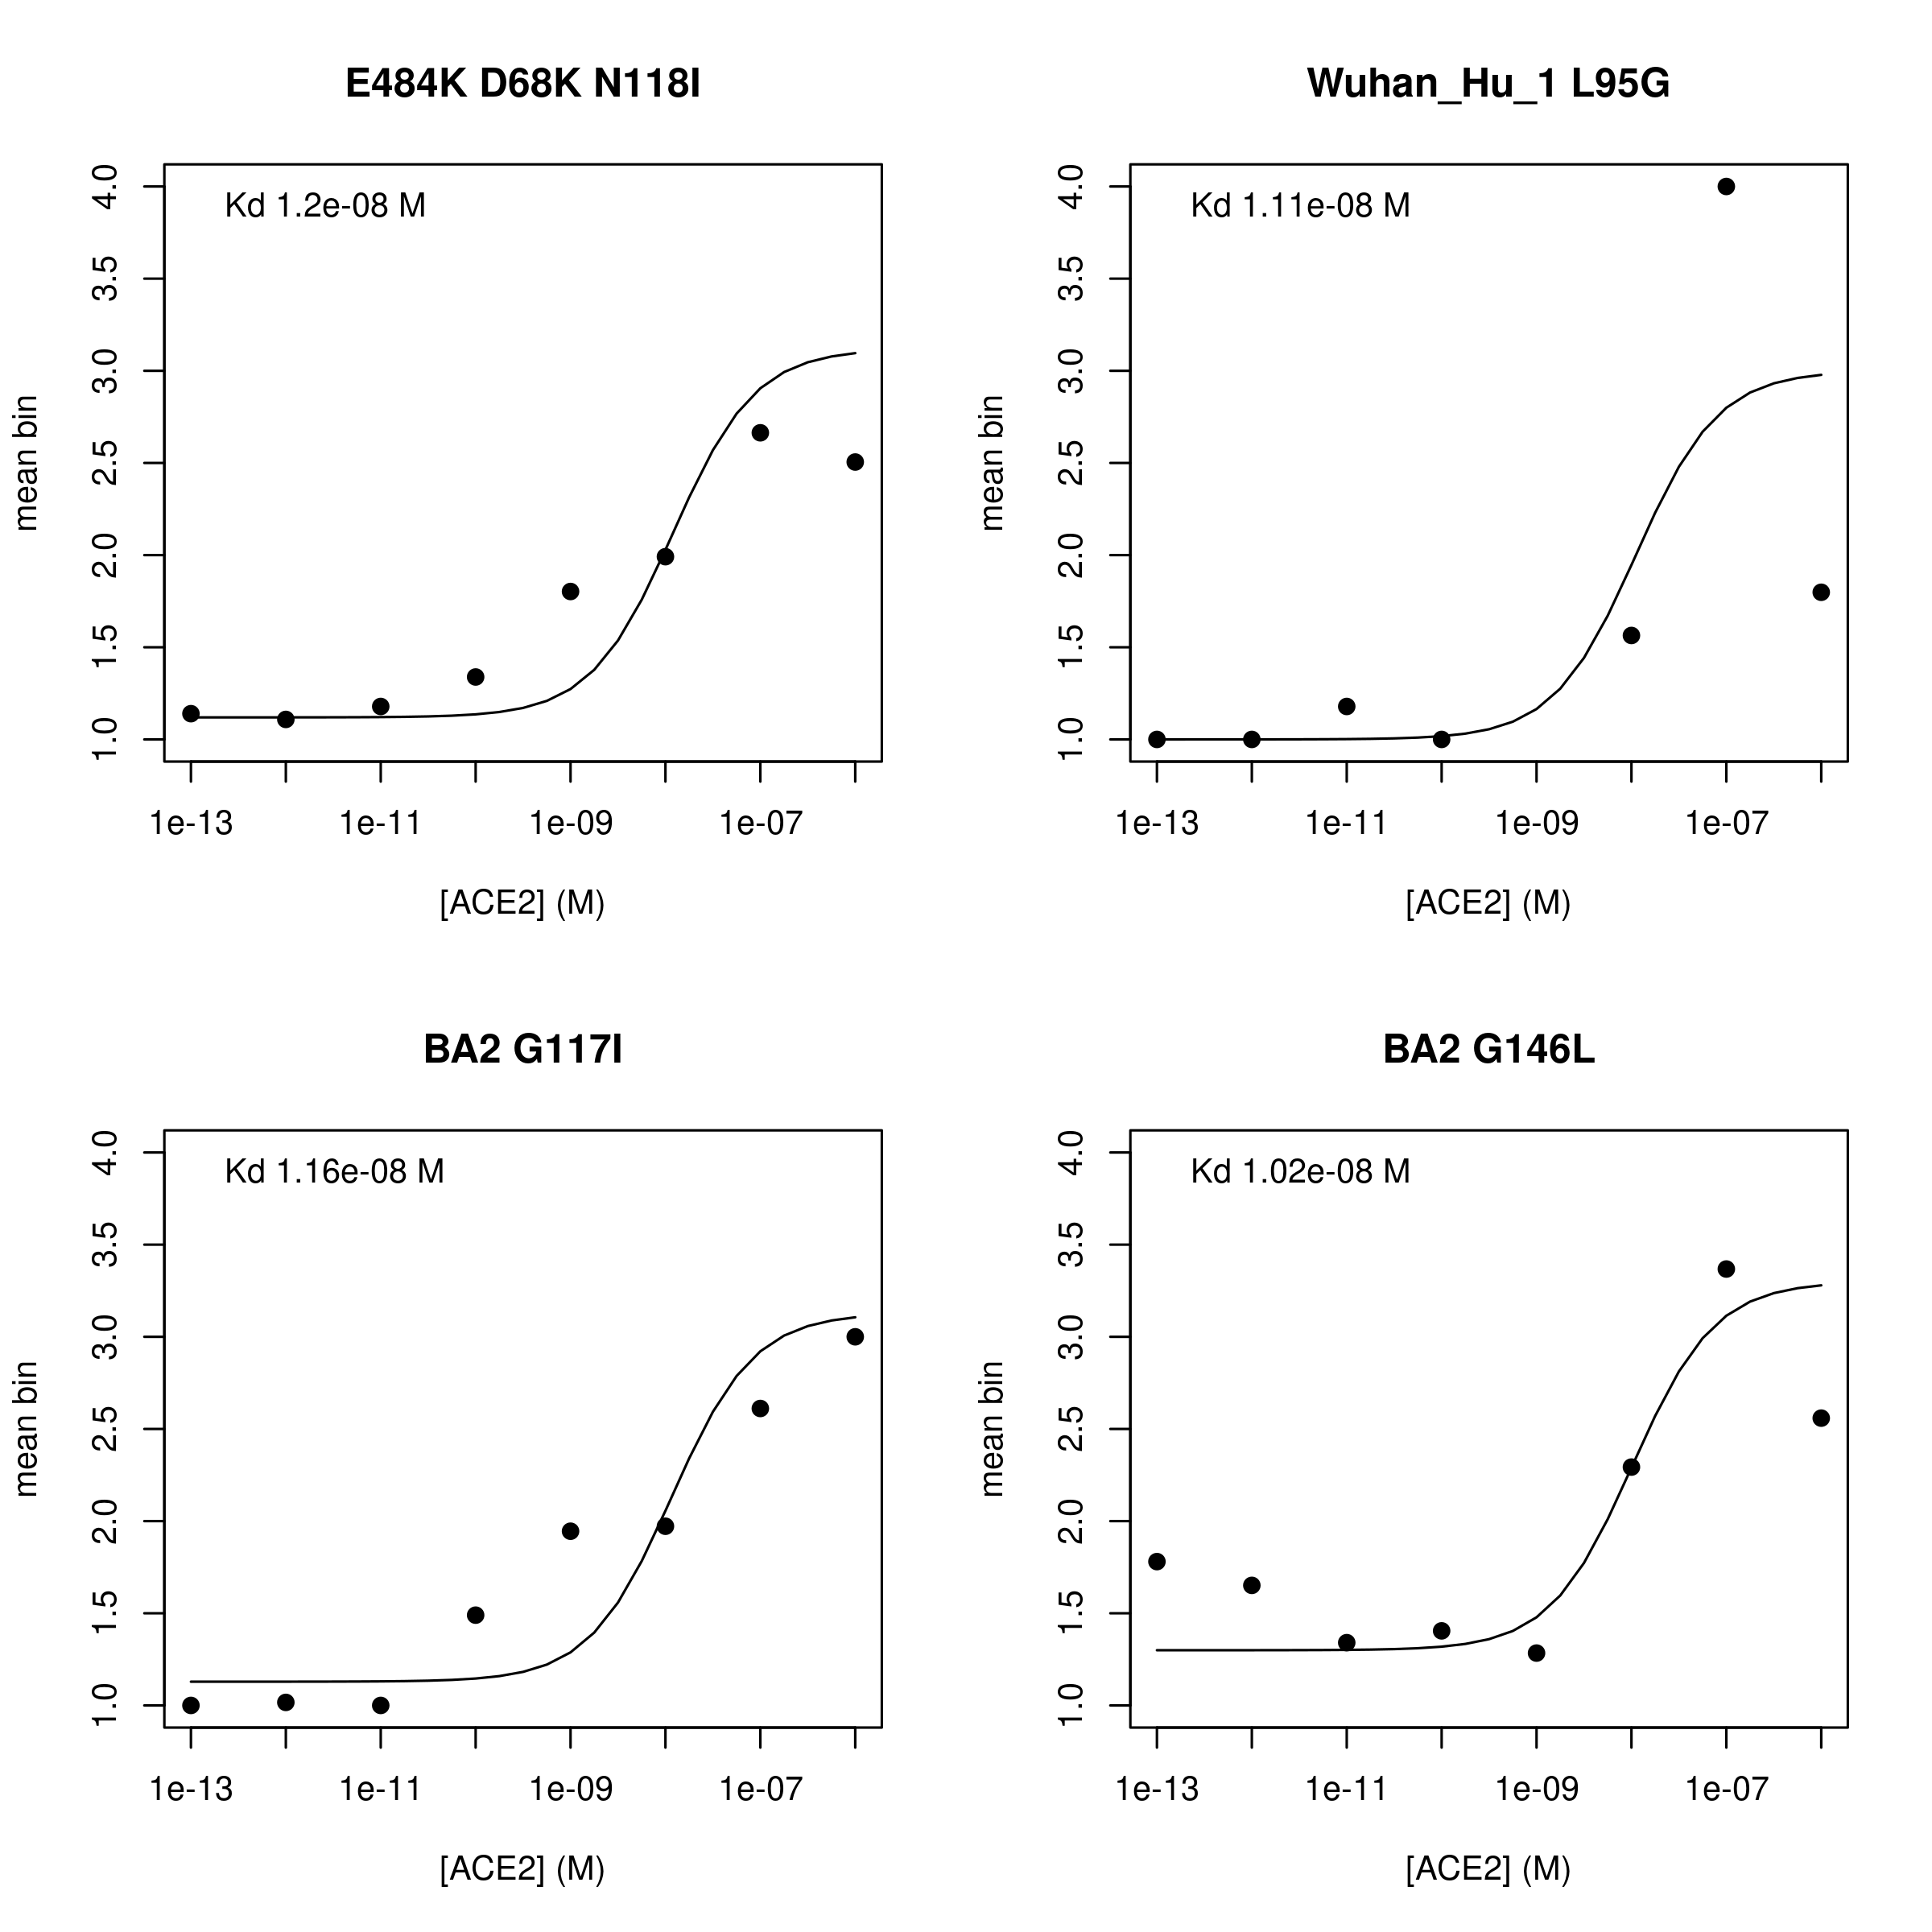 E484K D68K N118I
Kd 1.2e-08 M
mean bin
4.0
3.5
3.0
2.5
2.0
1.5
1.0
1e-13 1e-11 1e-09 1e-07
[ACE2] (M)
Wuhan_Hu_1 L95G
Kd 1.11e-08 M
mean bin
4.0
3.5
3.0
2.5
2.0
1.5
1.0
1e-13 1e-11 1e-09 1e-07
[ACE2] (M)
BA2 G117I
Kd 1.16e-08 M
mean bin
4.0
3.5
3.0
2.5
2.0
1.5
1.0
1e-13 1e-11 1e-09 1e-07
[ACE2] (M)
BA2 G146L
Kd 1.02e-08 M
mean bin
4.0
3.5
3.0
2.5
2.0
1.5
1.0
1e-13 1e-11 1e-09 1e-07
[ACE2] (M)